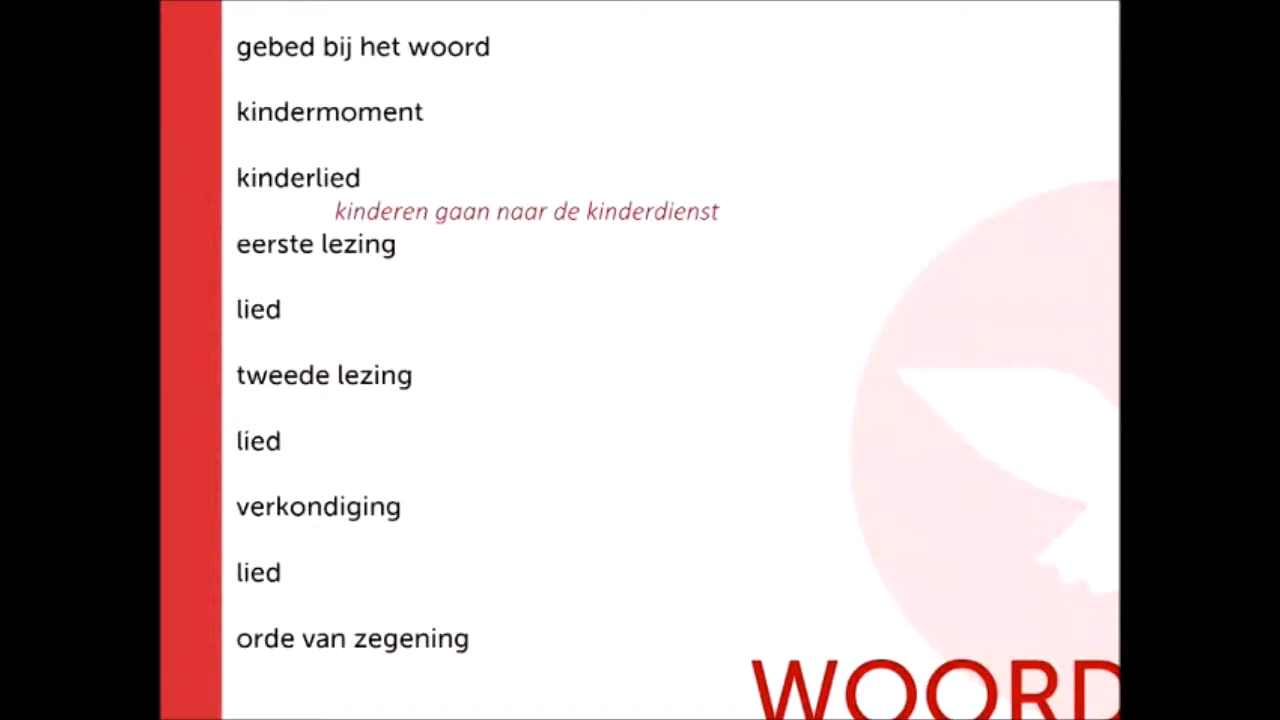 gebed bij het woord
kindermoment
kinderlied
kinderen gaan naar de kinderdienst
eerste lezing
lied
tweede lezing
lied
verkondiging
lied
orde van zegening
WOORD